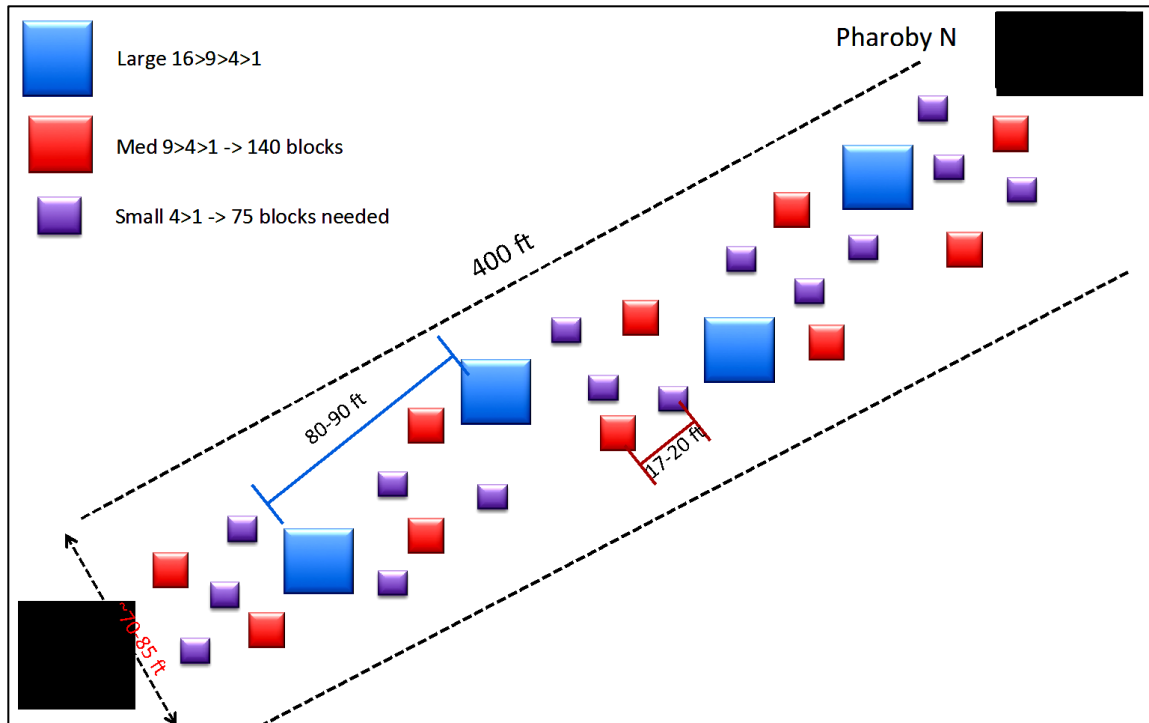 Pharoby N
Large 16>9>4>1
Med 9>4>1 -> 140 blocks
Small 4>1 -> 75 blocks needed
400 ft
80-90 ft
17-20 ft
~70-85 ft